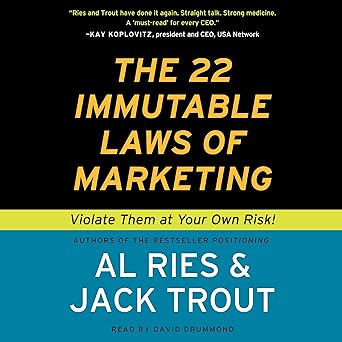 "Ries and Trout have done it again. Straight talk. Strong medicine.
A 'must-read' for every CEO."
—KAY KOPLOVITZ, president and CEO, USA Network
THE 22
IMMUTABLE
LAWS OF
MARKETING
Violate Them at Your Own Risk!
AUTHORS OF THE BESTSELLER POSITIONING
AL RIES &
JACK TROUT
READ BY DAVID DRUMMOND